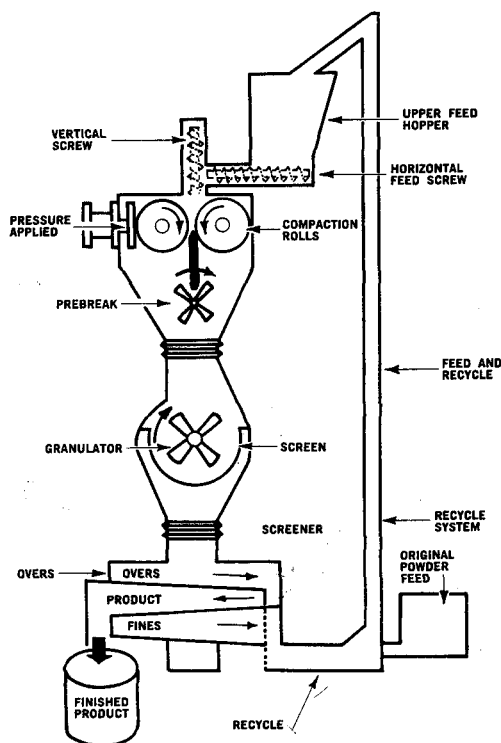 UPPER FEED
HOPPER
VERTICAL
SCREW
HORIZONTAL
FEED SCREW
PRESSURE
APPLIED
COMPACTION
ROLLS
PREBREAK
FEED AND
RECYCLE
GRANULATOR
SCREEN
RECYCLE
SYSTEM
SCREENER
ORIGINAL
POWDER
FEED
OVERS
OVERS
PRODUCT
FINES
FINISHED
PRODUCT
RECYCLE